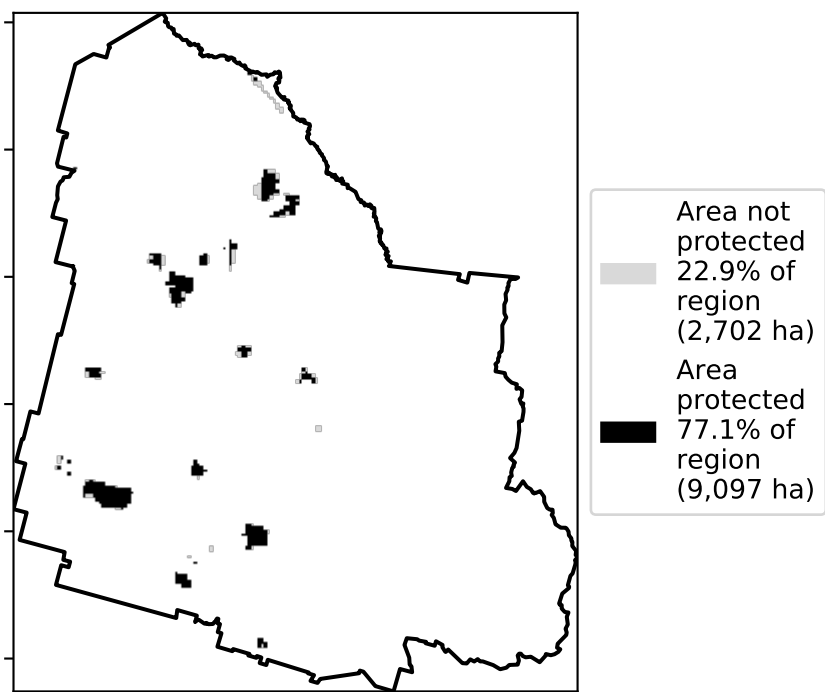 Area not
protected
22.9% of
region
(2,702 ha)
Area
protected
77.1% of
region
(9,097 ha)